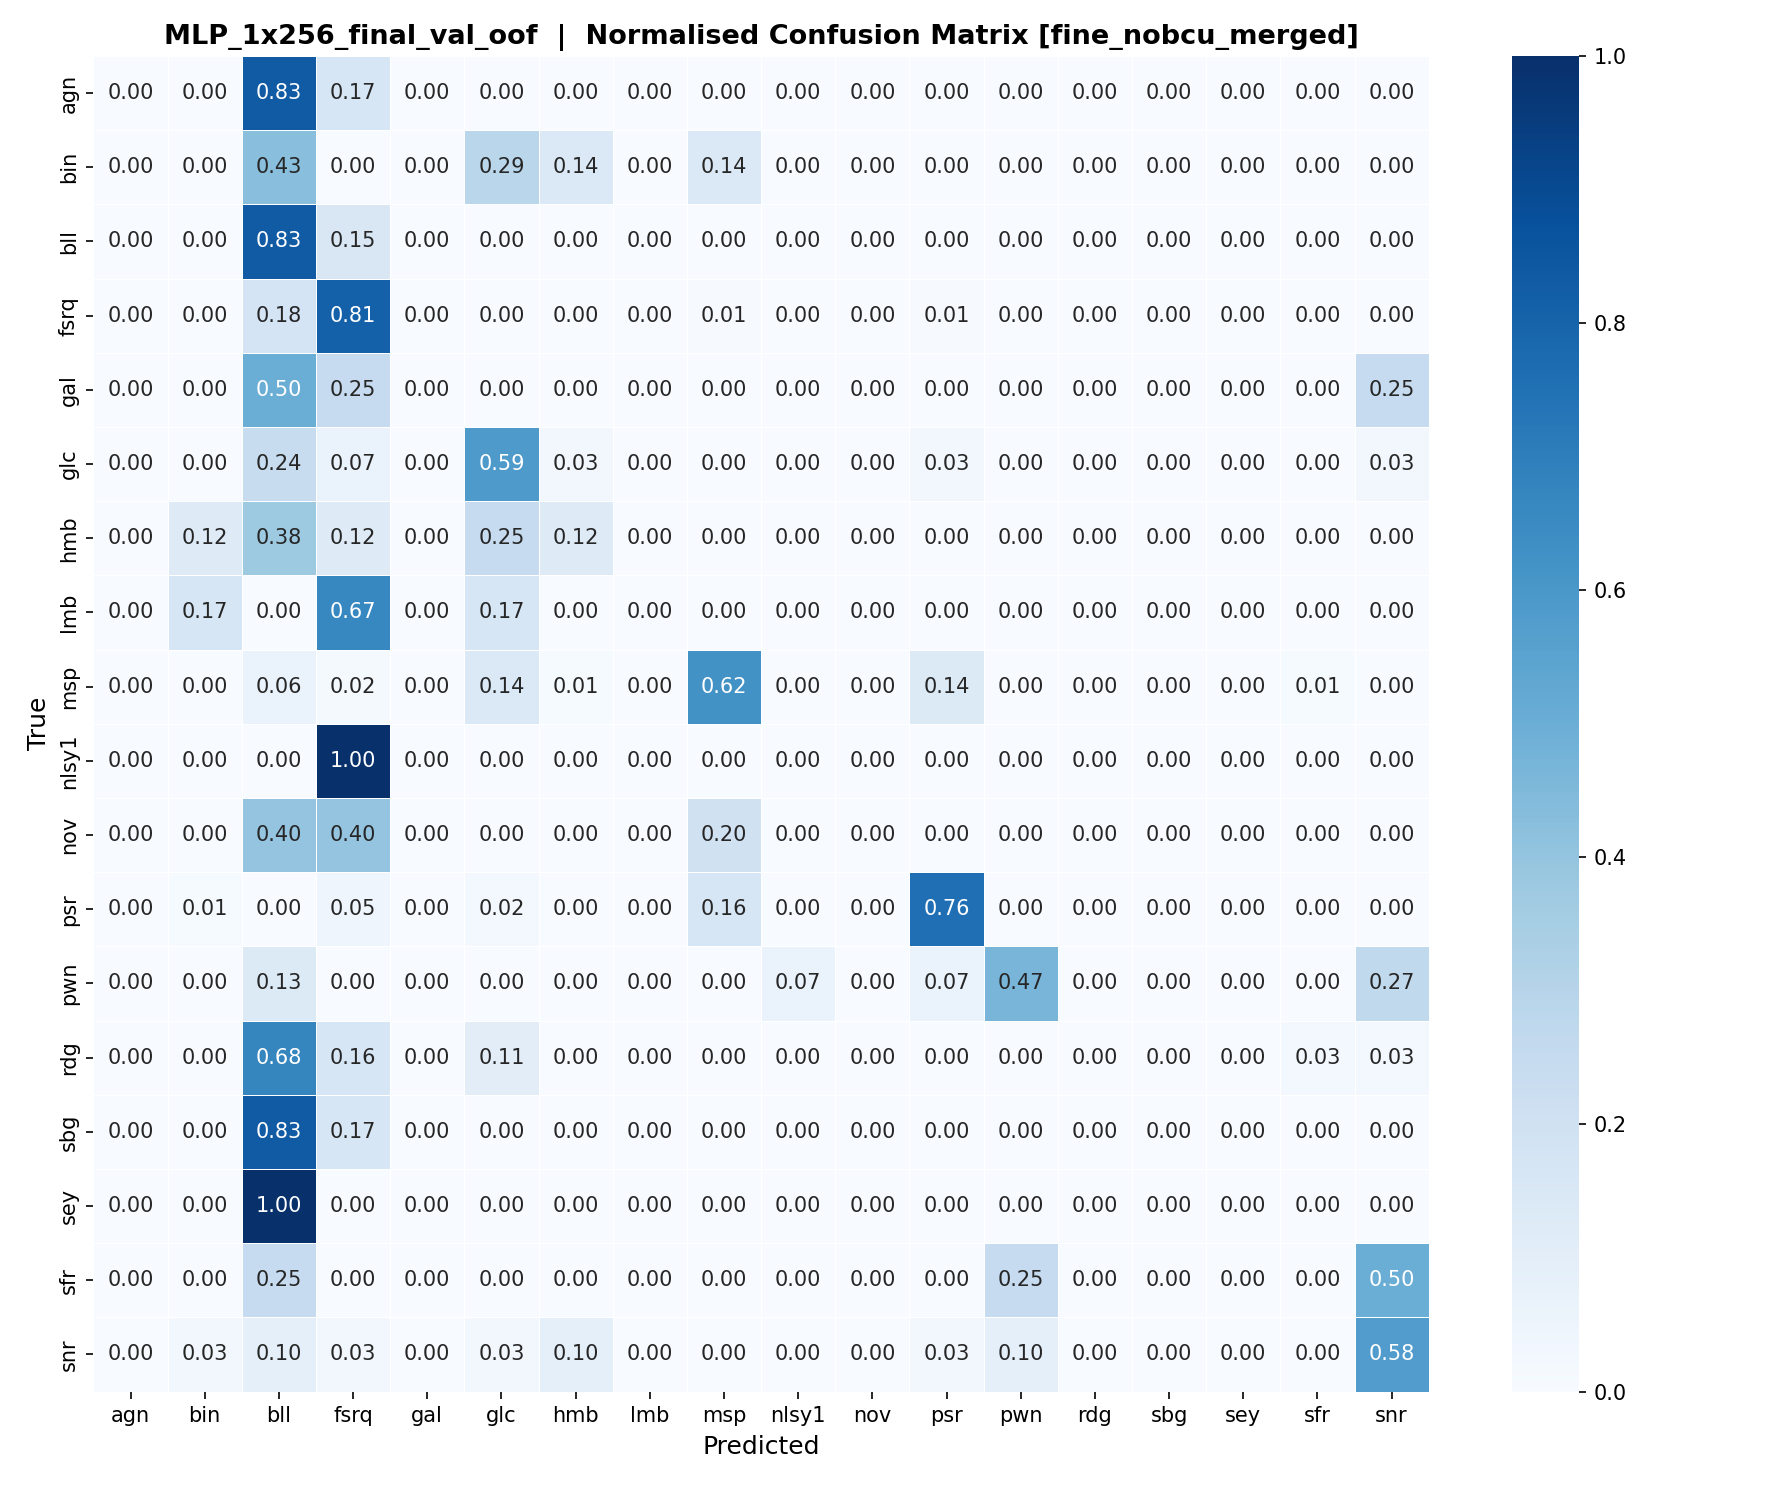 MLP_1x256_final_val_oof | Normalised Confusion Matrix [fine_nobcu_merged]
True
agn 0.00 0.00 0.83 0.17 0.00 0.00 0.00 0.00 0.00 0.00 0.00 0.00 0.00 0.00 0.00 0.00 0.00 0.00
bin 0.00 0.00 0.43 0.00 0.00 0.29 0.14 0.00 0.14 0.00 0.00 0.00 0.00 0.00 0.00 0.00 0.00 0.00
bll 0.00 0.00 0.83 0.15 0.00 0.00 0.00 0.00 0.00 0.00 0.00 0.00 0.00 0.00 0.00 0.00 0.00 0.00
fsrq 0.00 0.00 0.18 0.81 0.00 0.00 0.00 0.00 0.01 0.00 0.00 0.01 0.00 0.00 0.00 0.00 0.00 0.00
gal 0.00 0.00 0.50 0.25 0.00 0.00 0.00 0.00 0.00 0.00 0.00 0.00 0.00 0.00 0.00 0.00 0.00 0.25
glc 0.00 0.00 0.24 0.07 0.00 0.59 0.03 0.00 0.00 0.00 0.00 0.03 0.00 0.00 0.00 0.00 0.00 0.03
hmb 0.00 0.12 0.38 0.12 0.00 0.25 0.12 0.00 0.00 0.00 0.00 0.00 0.00 0.00 0.00 0.00 0.00 0.00
lmb 0.00 0.17 0.00 0.67 0.00 0.17 0.00 0.00 0.00 0.00 0.00 0.00 0.00 0.00 0.00 0.00 0.00 0.00
msp 0.00 0.00 0.06 0.02 0.00 0.14 0.01 0.00 0.62 0.00 0.00 0.14 0.00 0.00 0.00 0.00 0.01 0.00
nlsy1 0.00 0.00 0.00 1.00 0.00 0.00 0.00 0.00 0.00 0.00 0.00 0.00 0.00 0.00 0.00 0.00 0.00 0.00
nov 0.00 0.00 0.40 0.40 0.00 0.00 0.00 0.00 0.20 0.00 0.00 0.00 0.00 0.00 0.00 0.00 0.00 0.00
psr 0.00 0.01 0.00 0.05 0.00 0.02 0.00 0.00 0.16 0.00 0.00 0.76 0.00 0.00 0.00 0.00 0.00 0.00
pwn 0.00 0.00 0.13 0.00 0.00 0.00 0.00 0.00 0.00 0.07 0.00 0.07 0.47 0.00 0.00 0.00 0.00 0.27
rdg 0.00 0.00 0.68 0.16 0.00 0.11 0.00 0.00 0.00 0.00 0.00 0.00 0.00 0.00 0.00 0.00 0.03 0.03
sbg 0.00 0.00 0.83 0.17 0.00 0.00 0.00 0.00 0.00 0.00 0.00 0.00 0.00 0.00 0.00 0.00 0.00 0.00
sey 0.00 0.00 1.00 0.00 0.00 0.00 0.00 0.00 0.00 0.00 0.00 0.00 0.00 0.00 0.00 0.00 0.00 0.00
sfr 0.00 0.00 0.25 0.00 0.00 0.00 0.00 0.00 0.00 0.00 0.00 0.00 0.25 0.00 0.00 0.00 0.00 0.50
snr 0.00 0.03 0.10 0.03 0.00 0.03 0.10 0.00 0.00 0.00 0.00 0.03 0.10 0.00 0.00 0.00 0.00 0.58
agn bin bll fsrq gal glc hmb lmb msp nlsy1 nov psr pwn rdg sbg sey sfr snr
Predicted
1.0
0.8
0.6
0.4
0.2
0.0